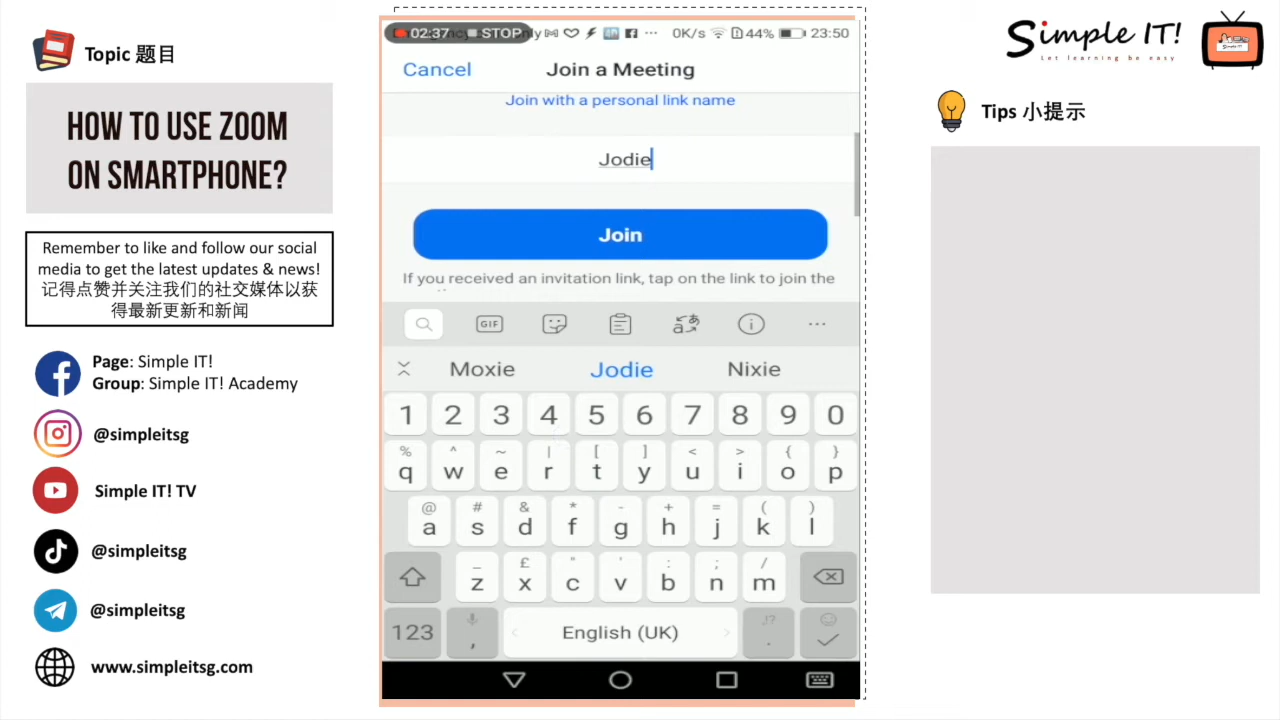 Topic 题目
HOW TO USE ZOOM
ON SMARTPHONE?
Remember to like and follow our social
media to get the latest updates & news!
记得点赞并关注我们的社交媒体以获
得最新更新和新闻
Page: Simple IT!
Group: Simple IT! Academy
@simpleitsg
Simple IT! TV
@simpleitsg
@simpleitsg
www.simpleitsg.com
02:37 STOP
0K/s 44% 23:50
Cancel Join a Meeting
Join with a personal link name
Jodie
Join
If you received an invitation link, tap on the link to join the
GIF
Moxie Jodie Nixie
1 2 3 4 5 6 7 8 9 0
% ^ ~ | [ ] < > { }
q w e r t y u i o p
@ # & * - + = ( )
a s d f g h j k l
_ £ " ' : ; /
z x c v b n m
123 , English (UK) .
Simple IT!
Let learning be easy
Tips 小提示